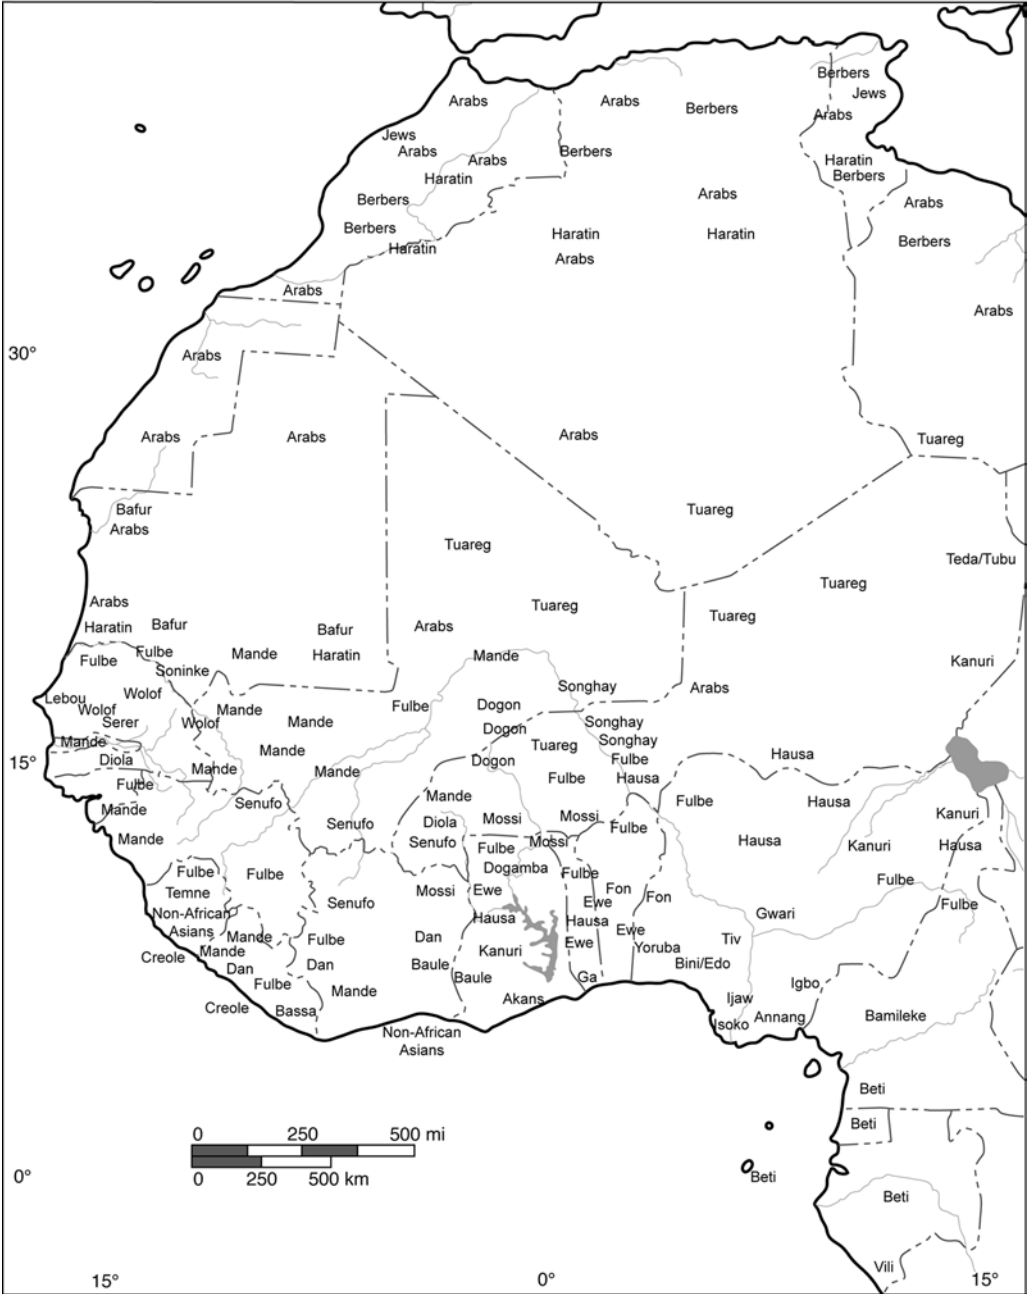 Berbers
Jews
Arabs
Arabs
Berbers
Arabs
Jews
Arabs
Berbers
Arabs
Haratin
Haratin
Berbers
Berbers
Arabs
Arabs
Berbers
Haratin
Haratin
Arabs
Haratin
Berbers
Arabs
Arabs
Arabs
30°
Arabs
Arabs
Arabs
Arabs
Tuareg
Bafur
Arabs
Tuareg
Tuareg
Teda/Tubu
Tuareg
Arabs
Tuareg
Tuareg
Haratin
Bafur
Bafur
Arabs
Fulbe
Fulbe
Soninke
Mande
Haratin
Mande
Kanuri
Songhay
Arabs
Lebou
Wolof
Wolof
Serer
Wolof
Mande
Mande
Fulbe
Dogon
Dogon
Songhay
Songhay
Mande
Diola
Mande
Mande
Mande
Tuareg
Dogon
Fulbe
Hausa
15°
Fulbe
Fulbe
Hausa
Mande
Senufo
Mande
Fulbe
Hausa
Kanuri
Mande
Senufo
Diola
Senufo
Mossi
Mossi
Mossi
Fulbe
Hausa
Kanuri
Hausa
Fulbe
Fulbe
Fulbe
Dogamba
Fulbe
Fulbe
Temne
Senufo
Mossi
Ewe
Fon
Ewe
Fon
Fulbe
Non-African
Asians
Hausa
Hausa
Gwari
Creole
Mande
Mande
Dan
Fulbe
Dan
Dan
Baule
Kanuri
Ewe
Ewe
Yoruba
Tiv
Bini/Edo
Fulbe
Mande
Baule
Ga
Igbo
Creole
Bassa
Akans
Ijaw
Isoko
Annang
Bamileke
Non-African
Asians
Beti
Beti
0 250 500 mi
0 250 500 km
0°
Beti
Beti
Vili
15° 0° 15°